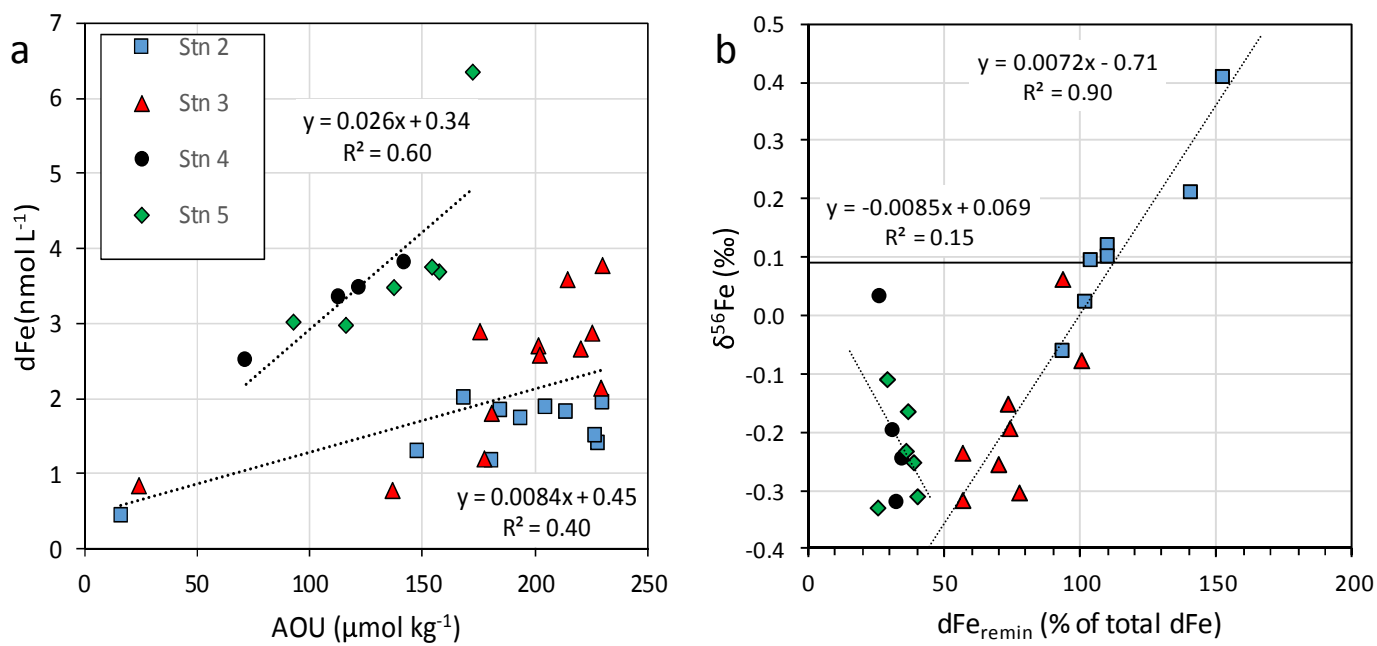 a
Stn 2
Stn 3
Stn 4
Stn 5
y = 0.026x + 0.34
R² = 0.60
y = 0.0084x + 0.45
R² = 0.40
7
6
5
4
3
2
1
0
dFe(nmol L⁻¹)
0 50 100 150 200 250
AOU (μmol kg⁻¹)
b
y = 0.0072x - 0.71
R² = 0.90
y = -0.0085x + 0.069
R² = 0.15
0.5
0.4
0.3
0.2
0.1
0.0
-0.1
-0.2
-0.3
-0.4
δ⁵⁶Fe (‰)
0 50 100 150 200
dFeremin (% of total dFe)